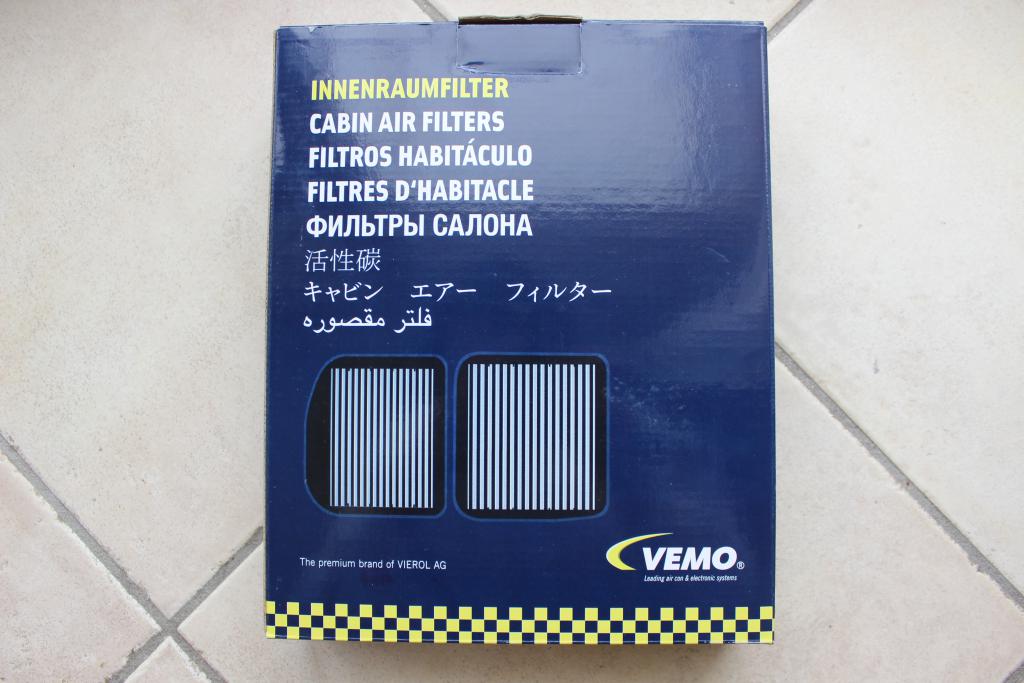 INNENRAUMFILTER
CABIN AIR FILTERS
FILTROS HABITÁCULO
FILTRES D'HABITACLE
ФИЛЬТРЫ САЛОНА
活性碳
キャビン　エアー　フィルター
فلتر مقصوره
The premium brand of VIEROL AG
VEMO®
Leading air con & electronic systems